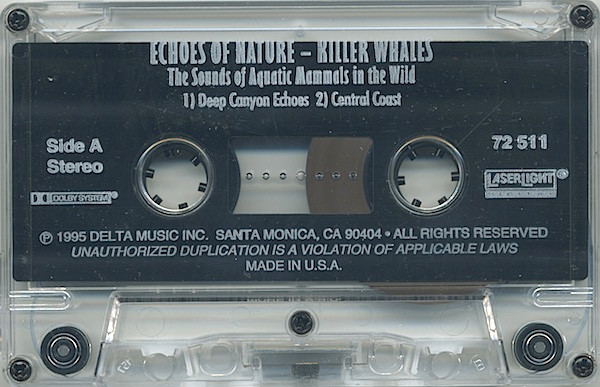 ECHOES OF NATURE – KILLER WHALES
The Sounds of Aquatic Mammals in the Wild
1) Deep Canyon Echoes 2) Central Coast
Side A
Stereo
72 511
DOLBY SYSTEM®
LASERLIGHT®
DIGITAL
℗ 1995 DELTA MUSIC INC. SANTA MONICA, CA 90404 • ALL RIGHTS RESERVED
UNAUTHORIZED DUPLICATION IS A VIOLATION OF APPLICABLE LAWS
MADE IN U.S.A.